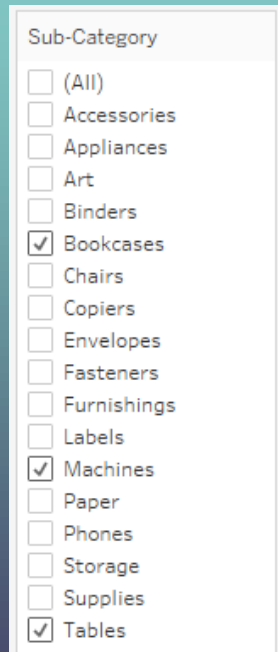 Sub-Category
(All)
Accessories
Appliances
Art
Binders
Bookcases
Chairs
Copiers
Envelopes
Fasteners
Furnishings
Labels
Machines
Paper
Phones
Storage
Supplies
Tables